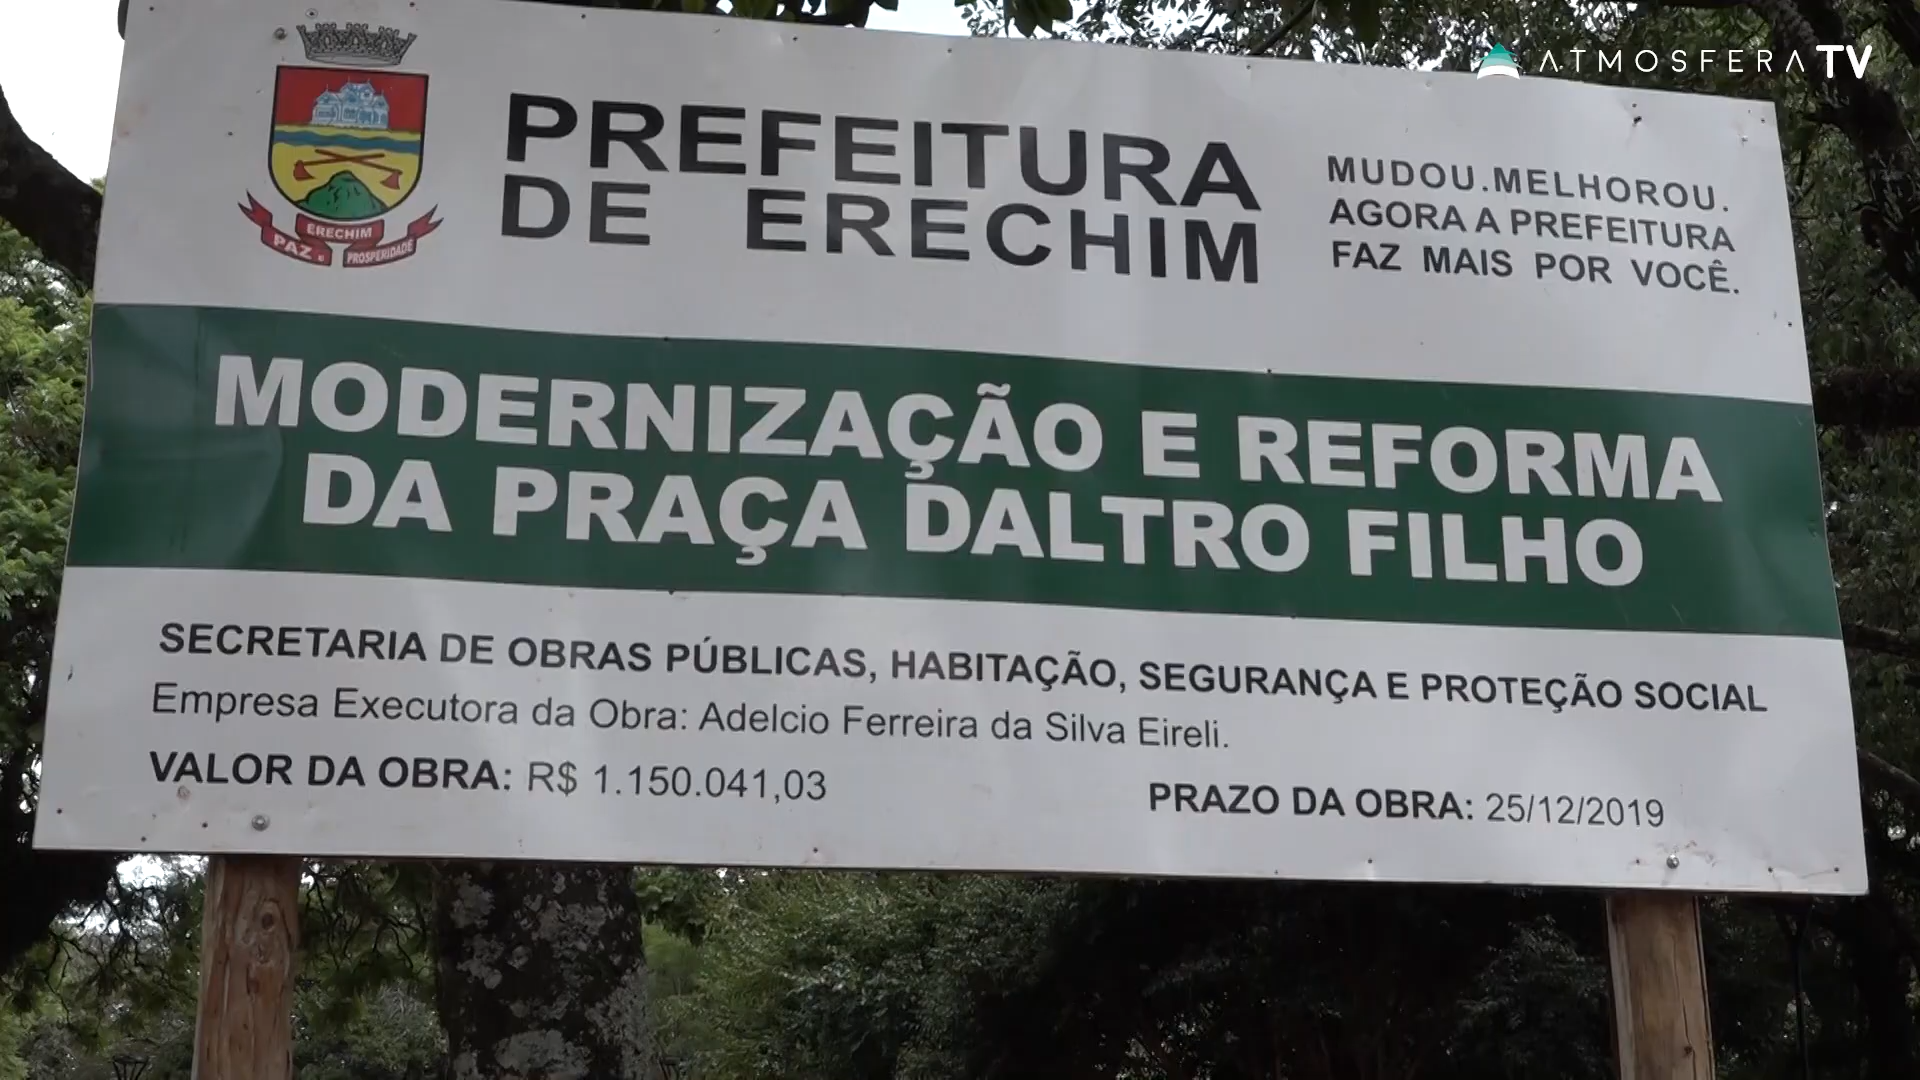 ATMOSFERA TV
PREFEITURA
DE ERECHIM
MUDOU.MELHOROU.
AGORA A PREFEITURA
FAZ MAIS POR VOCÊ.
ERECHIM
PAZ E PROSPERIDADE
MODERNIZAÇÃO E REFORMA
DA PRAÇA DALTRO FILHO
SECRETARIA DE OBRAS PÚBLICAS, HABITAÇÃO, SEGURANÇA E PROTEÇÃO SOCIAL
Empresa Executora da Obra: Adelcio Ferreira da Silva Eireli.
VALOR DA OBRA: R$ 1.150.041,03
PRAZO DA OBRA: 25/12/2019